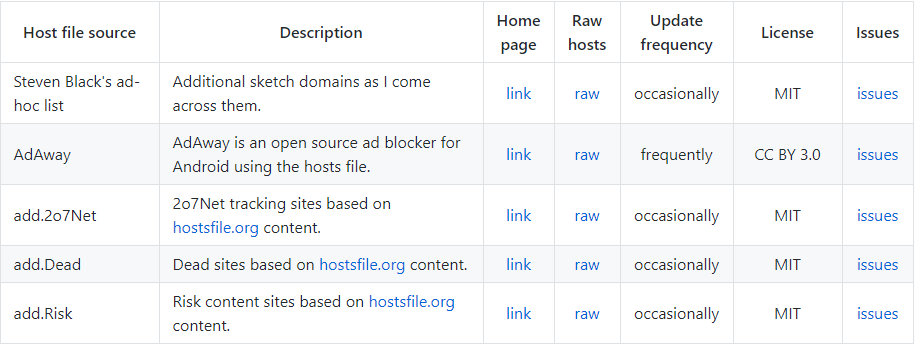 Host file source Description Home page Raw hosts Update frequency License Issues
Steven Black's ad-hoc list Additional sketch domains as I come across them. link raw occasionally MIT issues
AdAway AdAway is an open source ad blocker for Android using the hosts file. link raw frequently CC BY 3.0 issues
add.2o7Net 2o7Net tracking sites based on hostsfile.org content. link raw occasionally MIT issues
add.Dead Dead sites based on hostsfile.org content. link raw occasionally MIT issues
add.Risk Risk content sites based on hostsfile.org content. link raw occasionally MIT issues